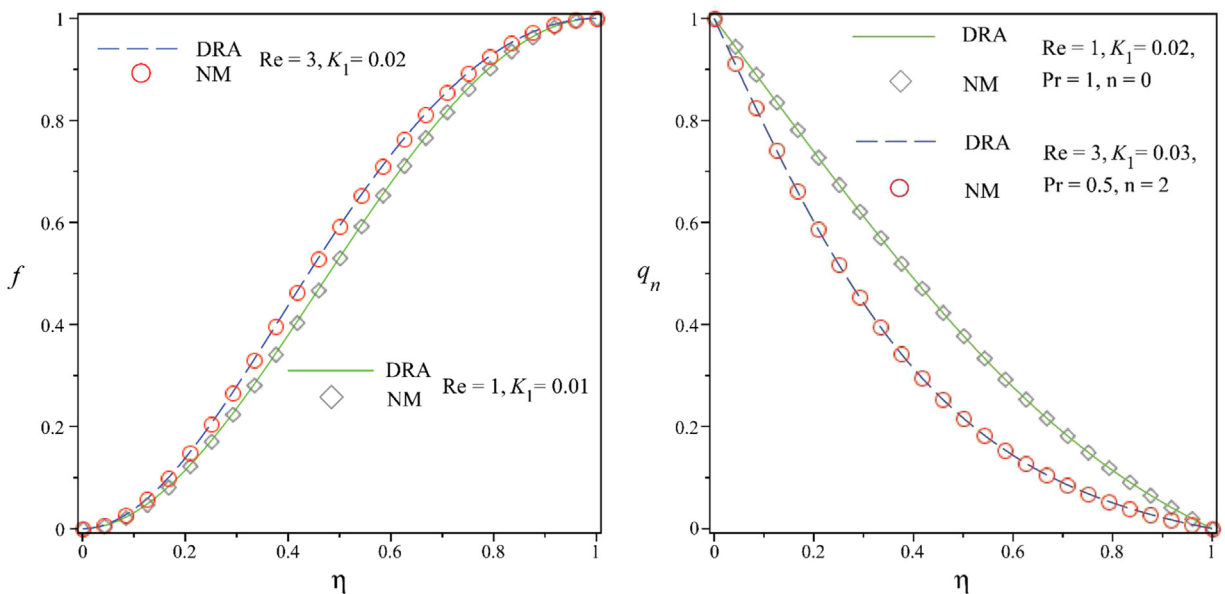 1
0.8
0.6
0.4
0.2
0
f
0
0.2
0.4
0.6
0.8
1
η
DRA
NM
Re = 3, K₁= 0.02
DRA
NM
Re = 1, K₁= 0.01
1
0.8
0.6
0.4
0.2
0
qₙ
0
0.2
0.4
0.6
0.8
1
η
DRA
NM
Re = 1, K₁= 0.02,
Pr = 1, n = 0
DRA
NM
Re = 3, K₁= 0.03,
Pr = 0.5, n = 2